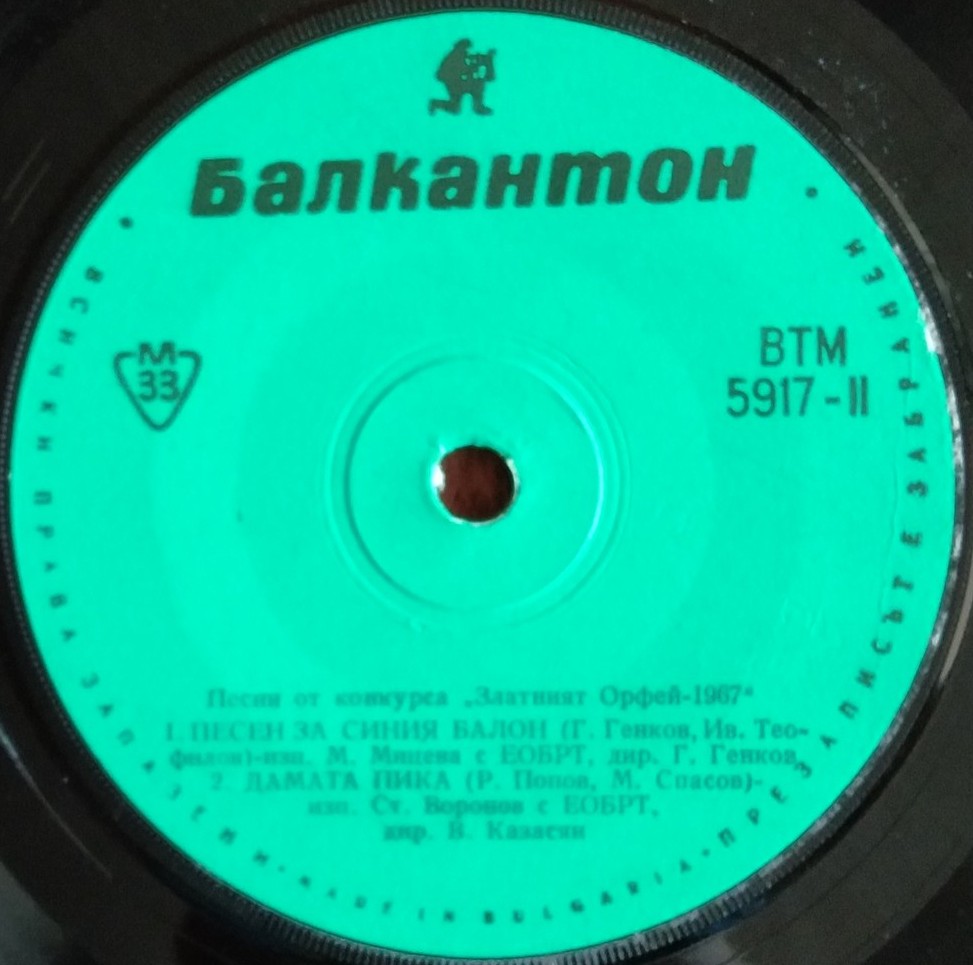 Балкантон
М
33
ВТМ
5917-II
Песни от конкурса „Златният Орфей-1967"
1. ПЕСЕН ЗА СИНИЯ БАЛОН (Г. Генков, Ив. Тео-
филов)-изп. М. Мицева с ЕОБРТ, дир. Г. Генков,
2. ДАМАТА ПИКА (Р. Попов, М. Спасов)-
изп. Ст. Воронов с ЕОБРТ,
дир. В. Казасян
• ВСИЧКИ ПРАВА ЗАПАЗЕНИ - MADE IN BULGARIA - ПРЕЗАПИСЪТ Е ЗАБРАНЕН •